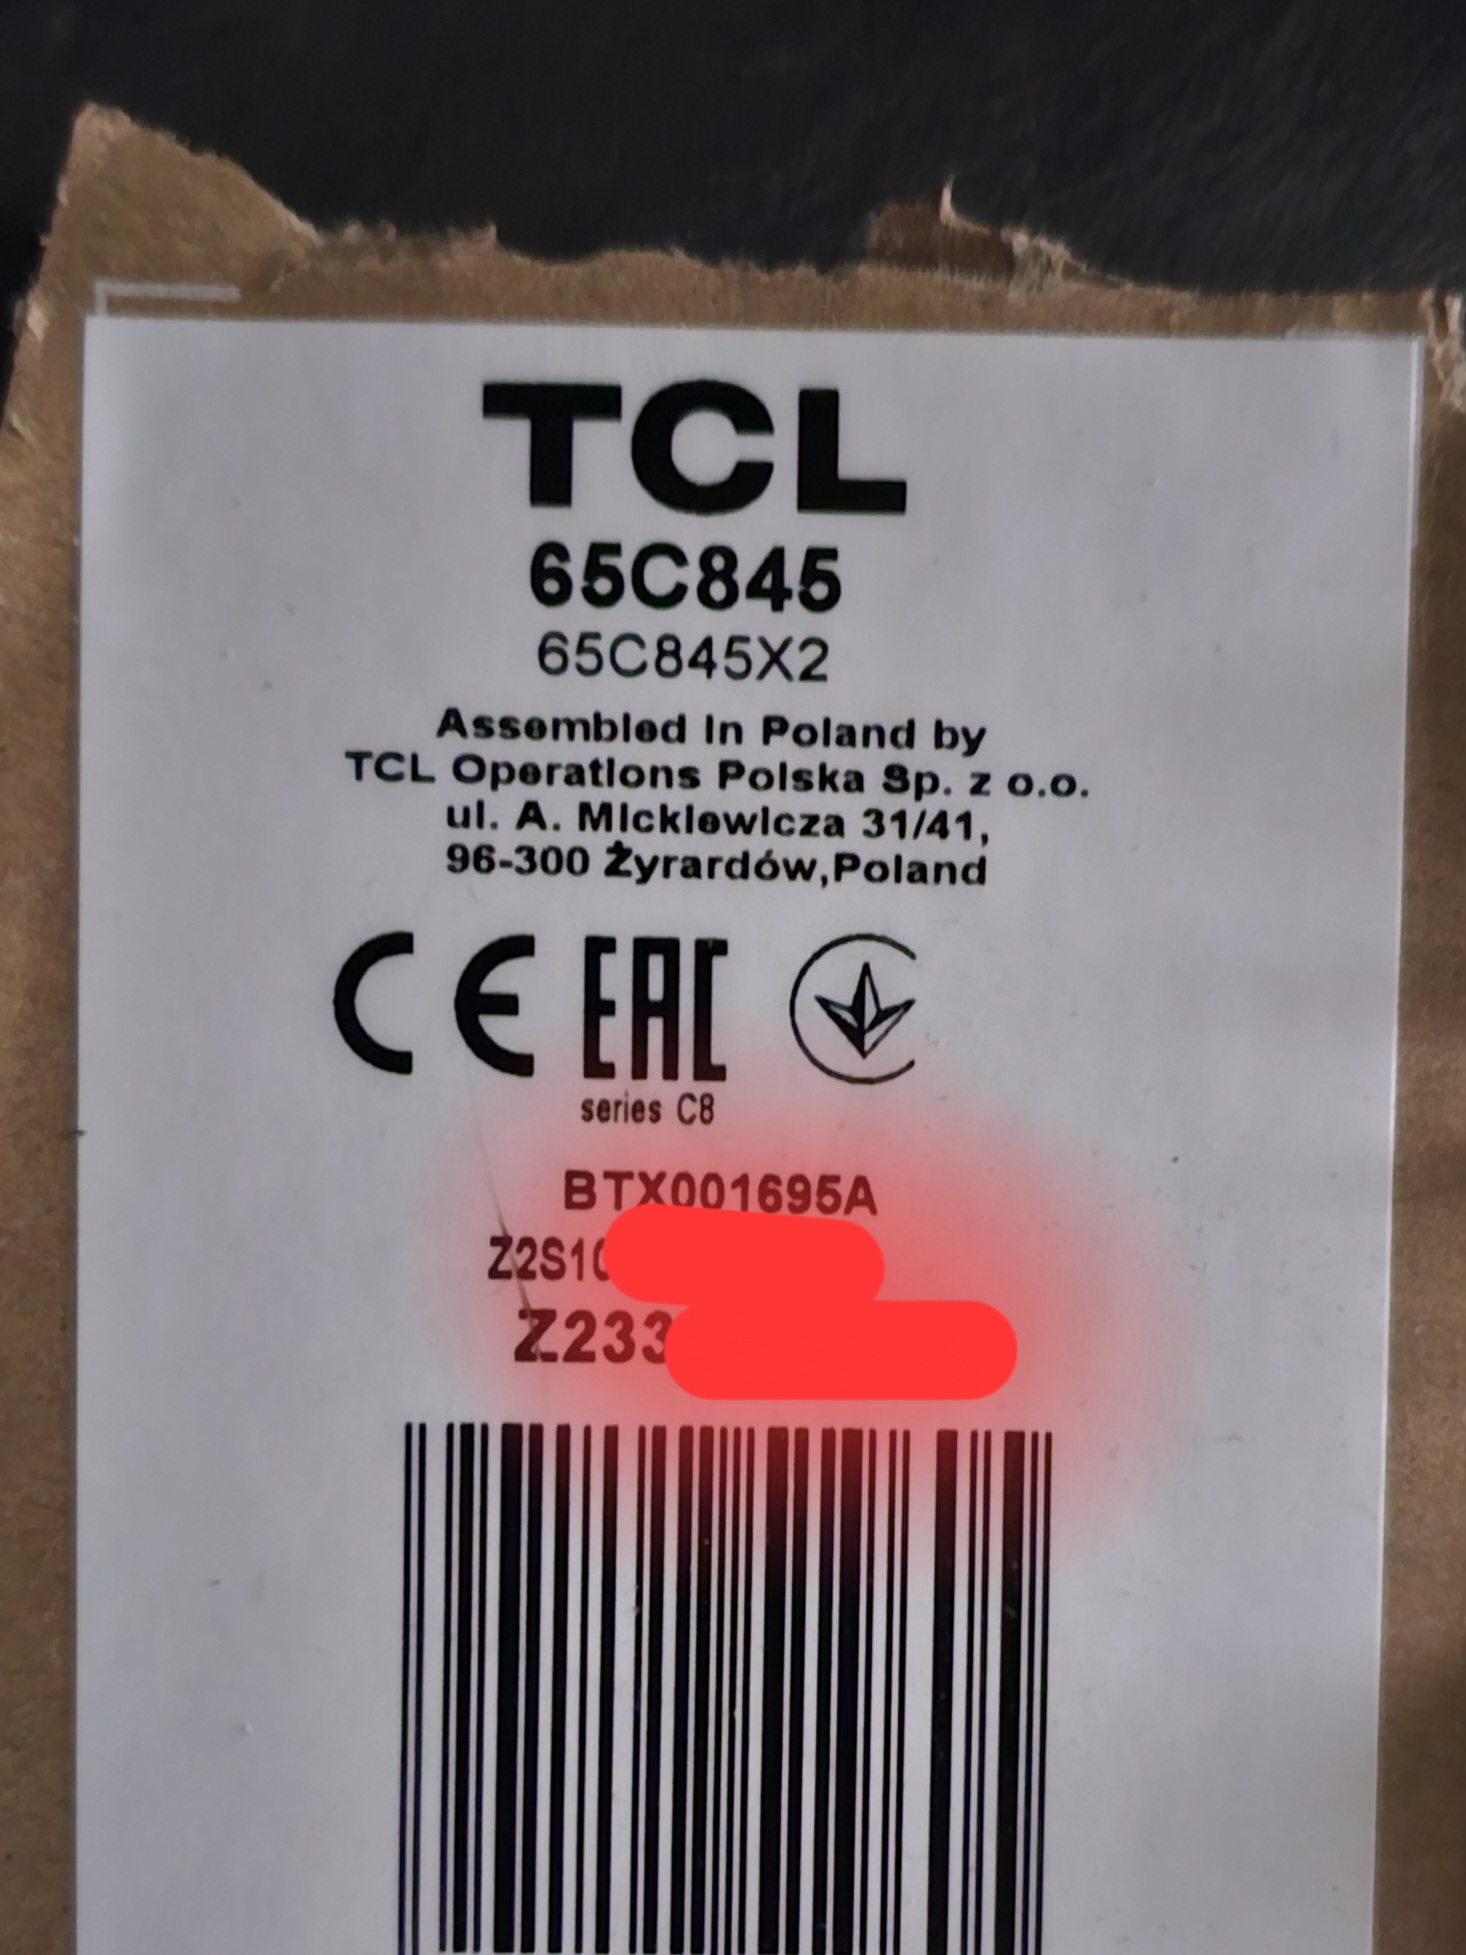 TCL
65C845
65C845X2
Assembled in Poland by
TCL Operations Polska Sp. z o.o.
ul. A. Mickiewicza 31/41,
96-300 Żyrardów,Poland
CE EAC
series C8
BTX001695A
Z2S10
Z233